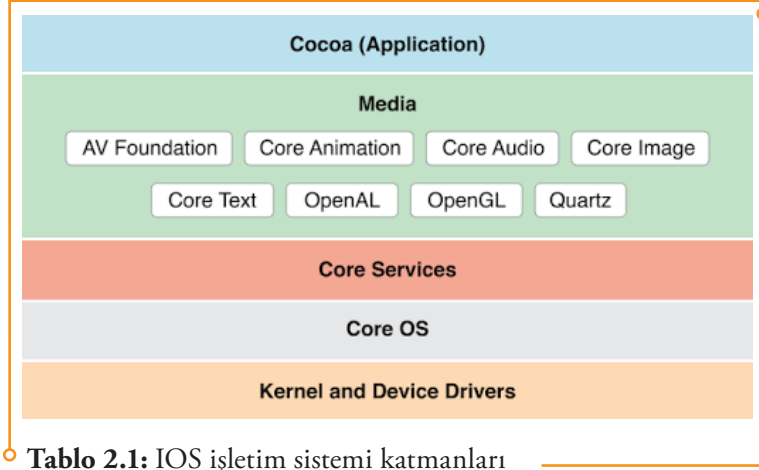 Cocoa (Application)
Media
AV Foundation Core Animation Core Audio Core Image
Core Text OpenAL OpenGL Quartz
Core Services
Core OS
Kernel and Device Drivers
Tablo 2.1: IOS işletim sistemi katmanları